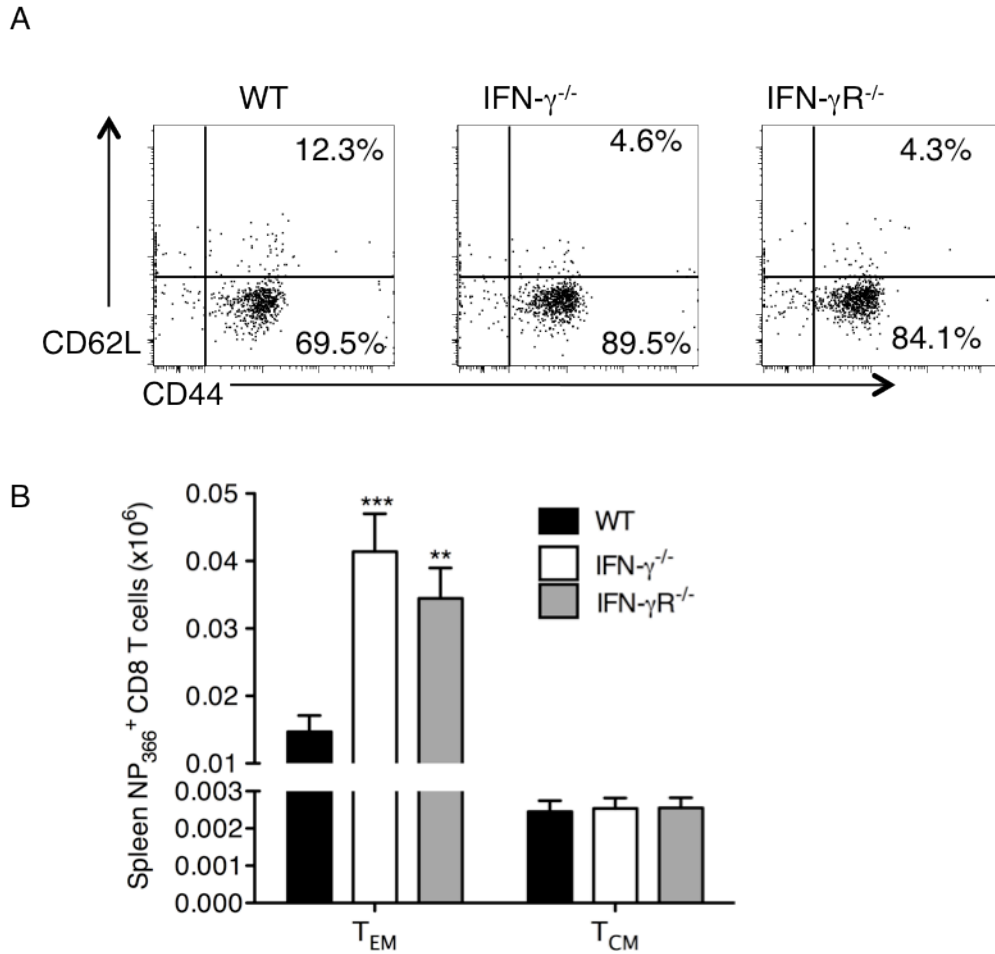 A
WT
IFN-γ-/-
IFN-γR-/-
12.3%
4.6%
4.3%
69.5%
89.5%
84.1%
CD62L
CD44
B
Spleen NP366+ CD8 T cells (x10^6)
0.05
0.04
0.03
0.02
0.01
0.003
0.002
0.001
0.000
***
**
WT
IFN-γ-/-
IFN-γR-/-
TEM
TCM